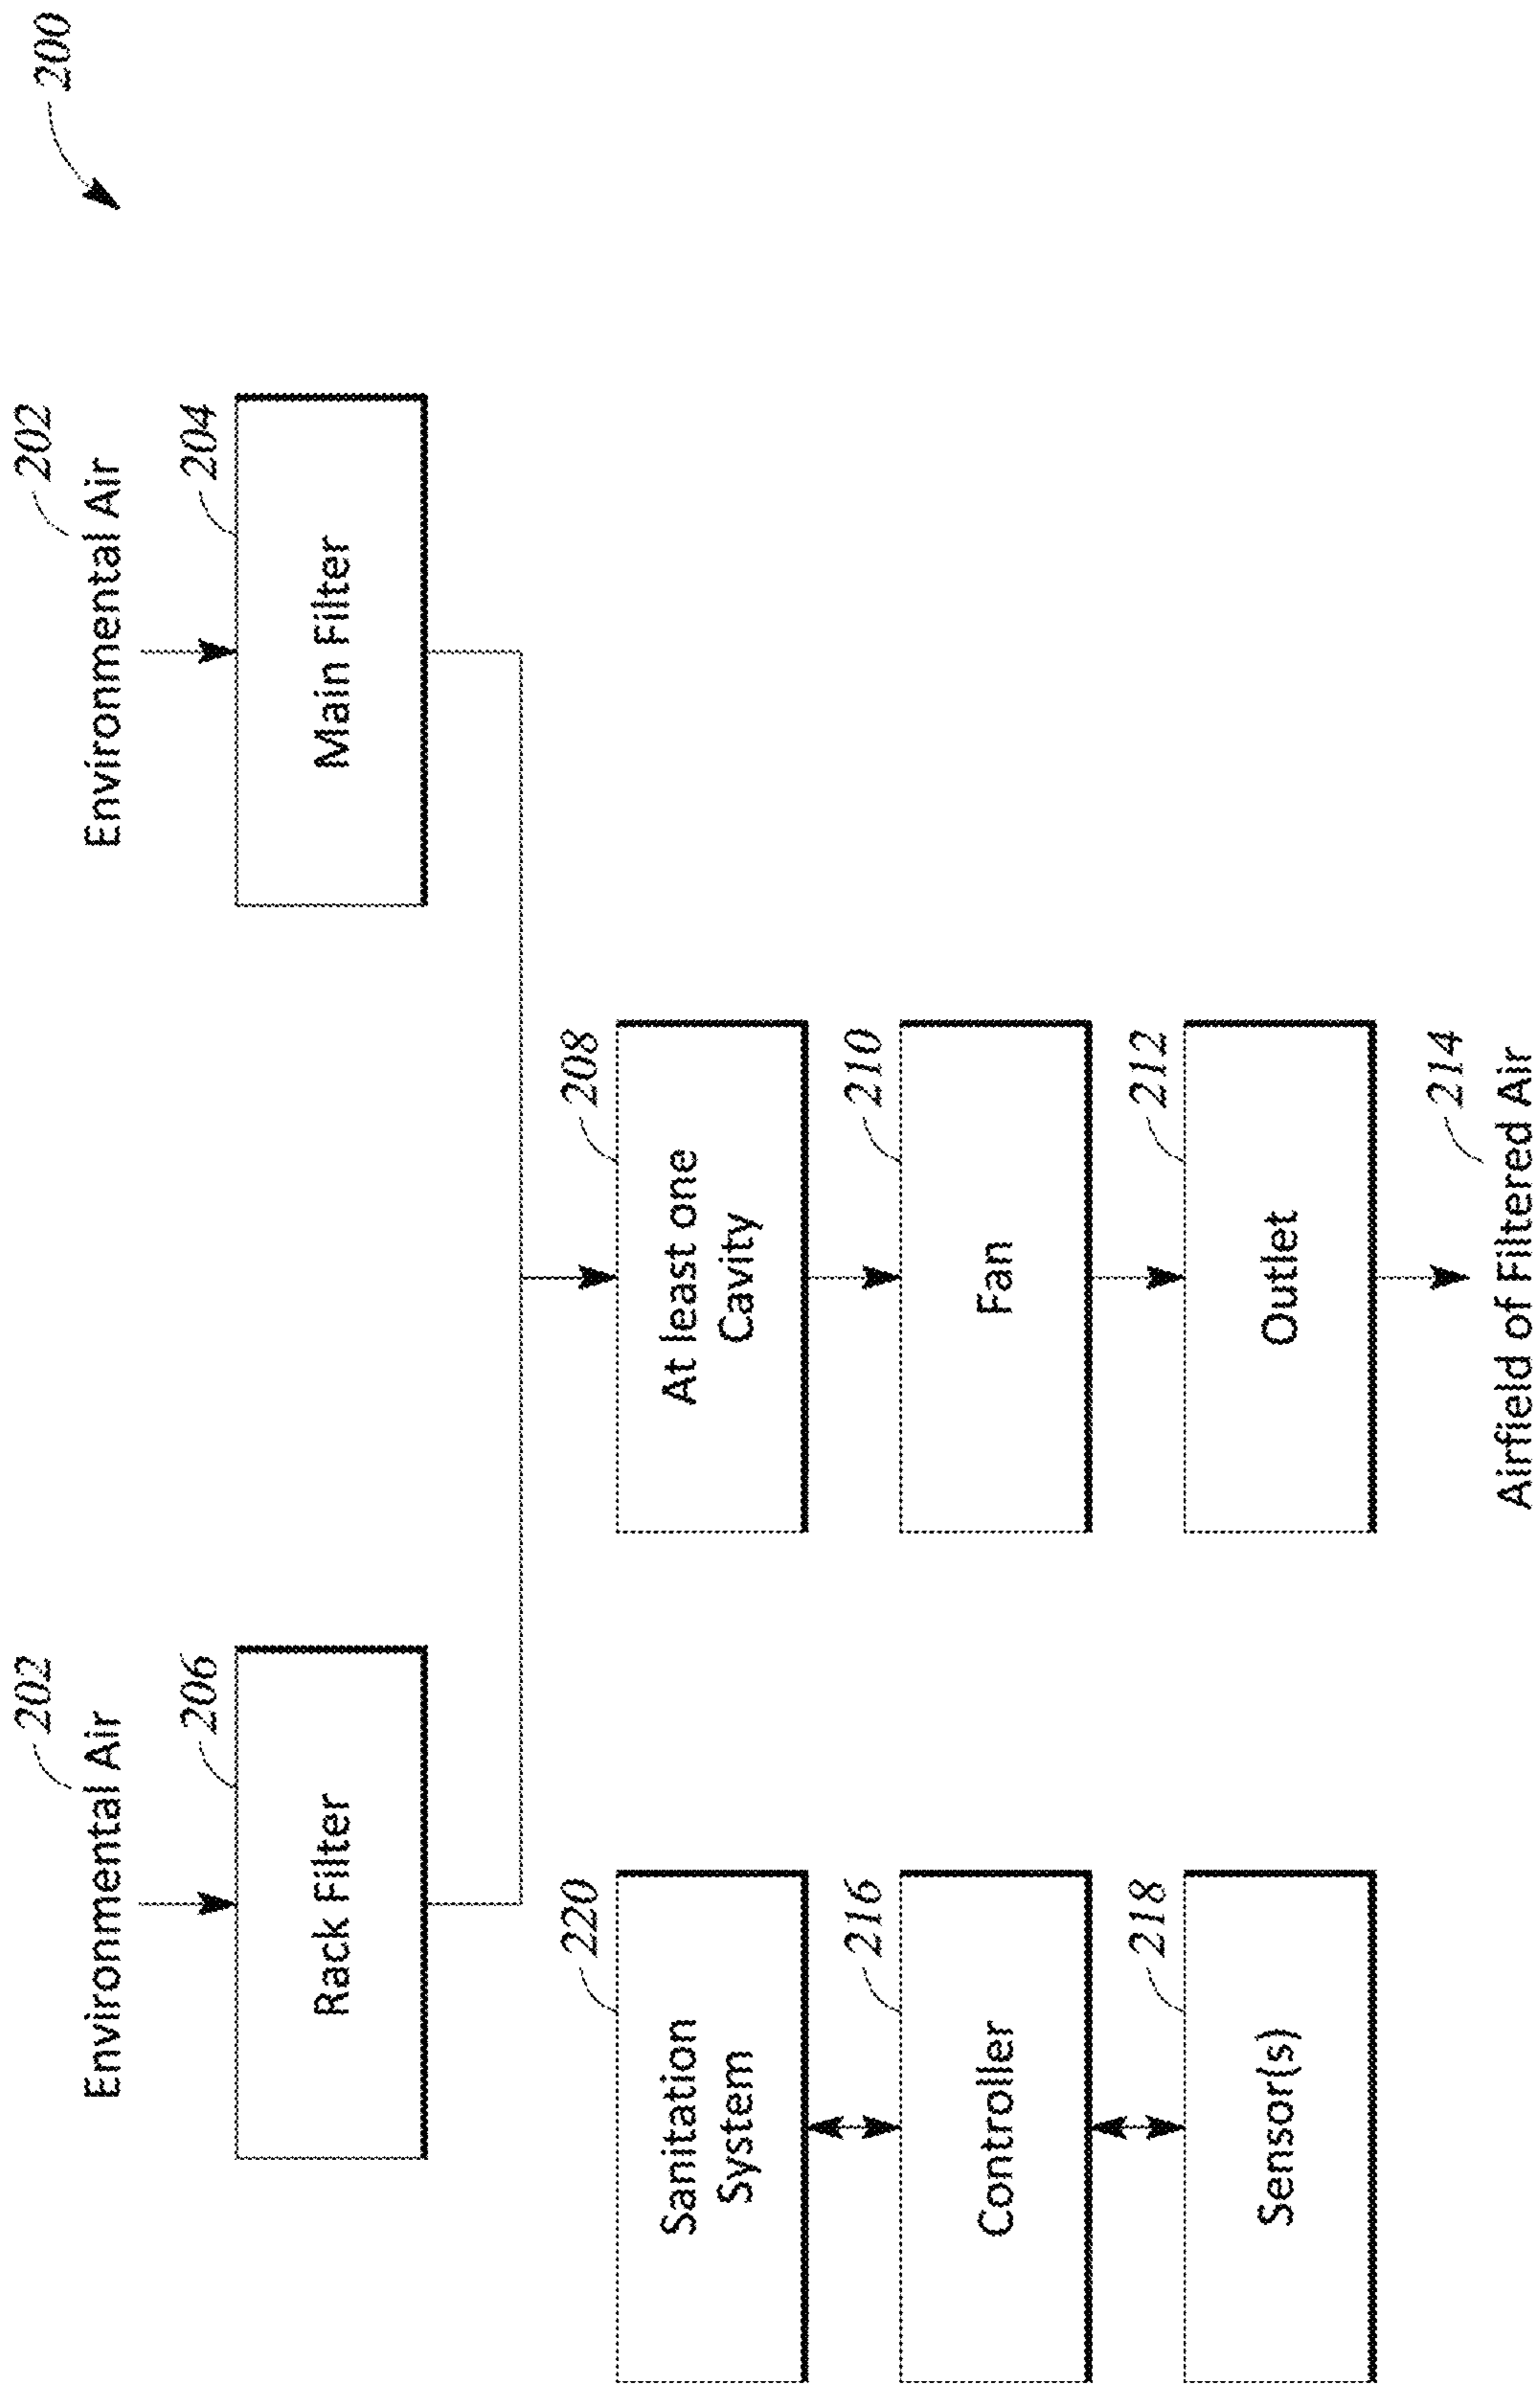 200
202
Environmental Air
206
Rack Filter
202
Environmental Air
204
Main Filter
220
Sanitation
System
208
At least one
Cavity
216
Controller
210
Fan
218
Sensor(s)
212
Outlet
214
Airfield of Filtered Air